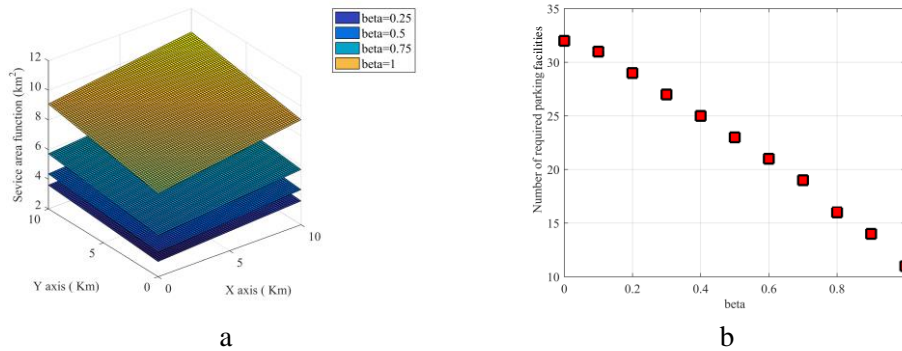 beta=0.25
beta=0.5
beta=0.75
beta=1
Sevice area function (km²)
12
10
8
6
4
2
10
5
0
Y axis ( Km)
0
5
10
X axis ( Km)
a
Number of required parking facilities
35
30
25
20
15
10
0
0.2
0.4
0.6
0.8
beta
b